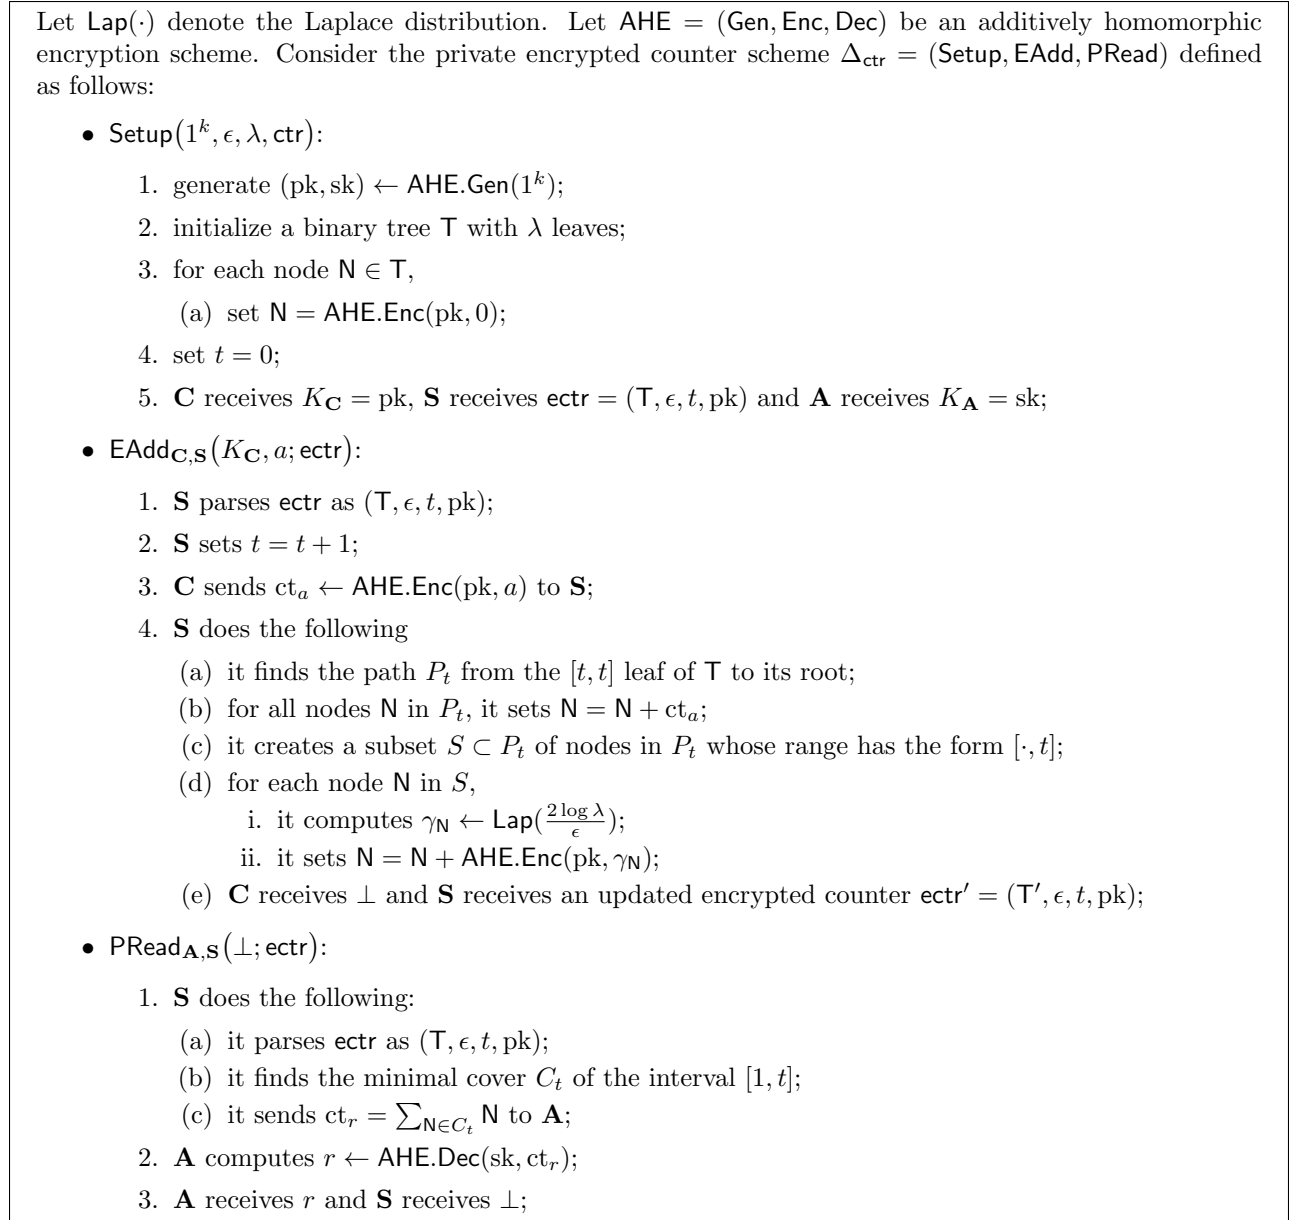 Let Lap(·) denote the Laplace distribution. Let AHE = (Gen, Enc, Dec) be an additively homomorphic
encryption scheme. Consider the private encrypted counter scheme Δ_ctr = (Setup, EAdd, PRead) defined
as follows:
• Setup(1^k, ϵ, λ, ctr):
1. generate (pk, sk) ← AHE.Gen(1^k);
2. initialize a binary tree T with λ leaves;
3. for each node N ∈ T,
(a) set N = AHE.Enc(pk, 0);
4. set t = 0;
5. C receives K_C = pk, S receives ectr = (T, ϵ, t, pk) and A receives K_A = sk;
• EAdd_C,S(K_C, a; ectr):
1. S parses ectr as (T, ϵ, t, pk);
2. S sets t = t + 1;
3. C sends ct_a ← AHE.Enc(pk, a) to S;
4. S does the following
(a) it finds the path P_t from the [t, t] leaf of T to its root;
(b) for all nodes N in P_t, it sets N = N + ct_a;
(c) it creates a subset S ⊂ P_t of nodes in P_t whose range has the form [·, t];
(d) for each node N in S,
i. it computes γ_N ← Lap(2 log λ / ϵ);
ii. it sets N = N + AHE.Enc(pk, γ_N);
(e) C receives ⊥ and S receives an updated encrypted counter ectr′ = (T′, ϵ, t, pk);
• PRead_A,S(⊥; ectr):
1. S does the following:
(a) it parses ectr as (T, ϵ, t, pk);
(b) it finds the minimal cover C_t of the interval [1, t];
(c) it sends ct_r = ∑_N∈C_t N to A;
2. A computes r ← AHE.Dec(sk, ct_r);
3. A receives r and S receives ⊥;